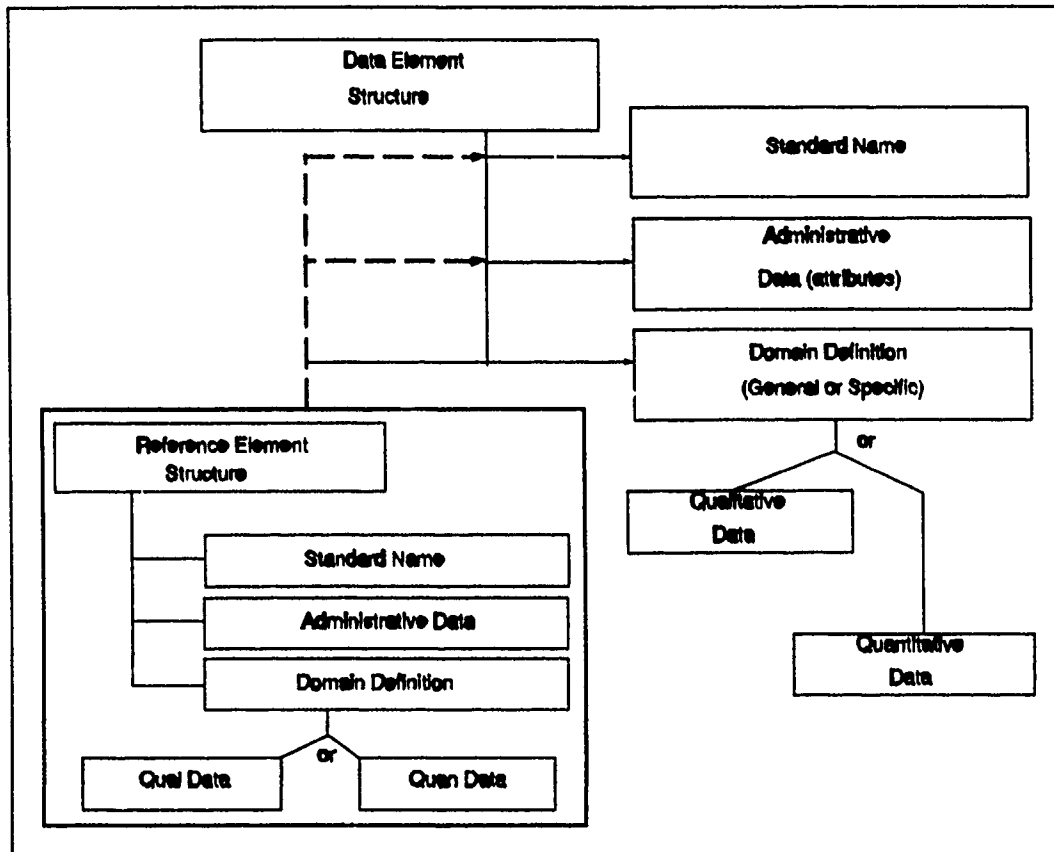 Data Element
Structure
Standard Name
Administrative
Data (attributes)
Domain Definition
(General or Specific)
or
Qualitative
Data
Quantitative
Data
Reference Element
Structure
Standard Name
Administrative Data
Domain Definition
or
Qual Data
Quan Data